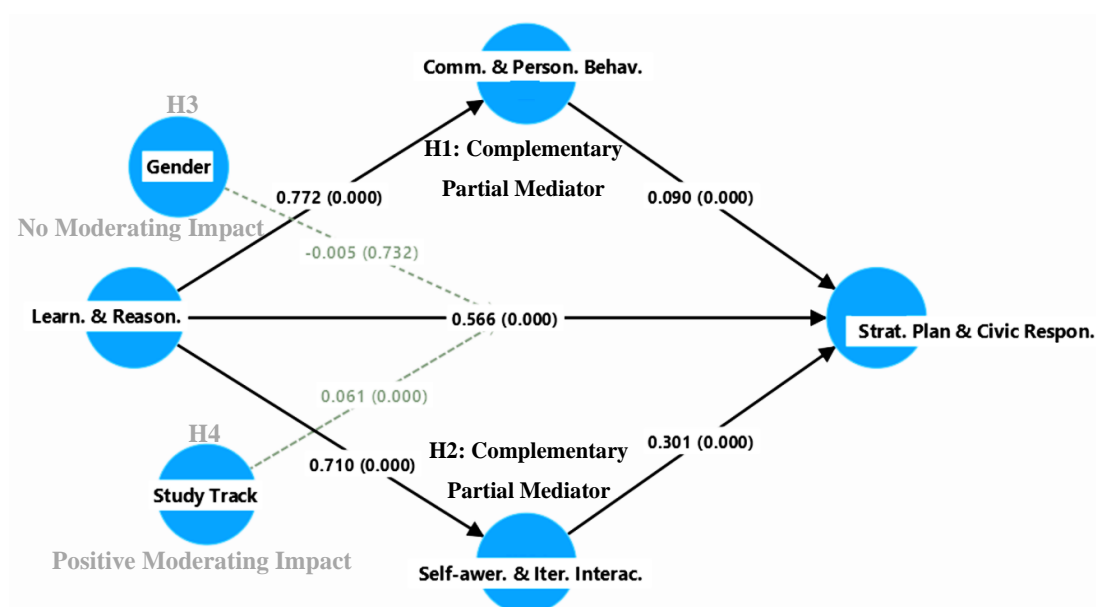 Comm. & Person. Behav.
H3
Gender
H1: Complementary
Partial Mediator
0.772 (0.000)
0.090 (0.000)
No Moderating Impact
-0.005 (0.732)
Learn. & Reason.
0.566 (0.000)
Strat. Plan & Civic Respon.
0.061 (0.000)
H4
H2: Complementary
0.301 (0.000)
0.710 (0.000)
Partial Mediator
Study Track
Positive Moderating Impact
Self-awer. & Iter. Interac.